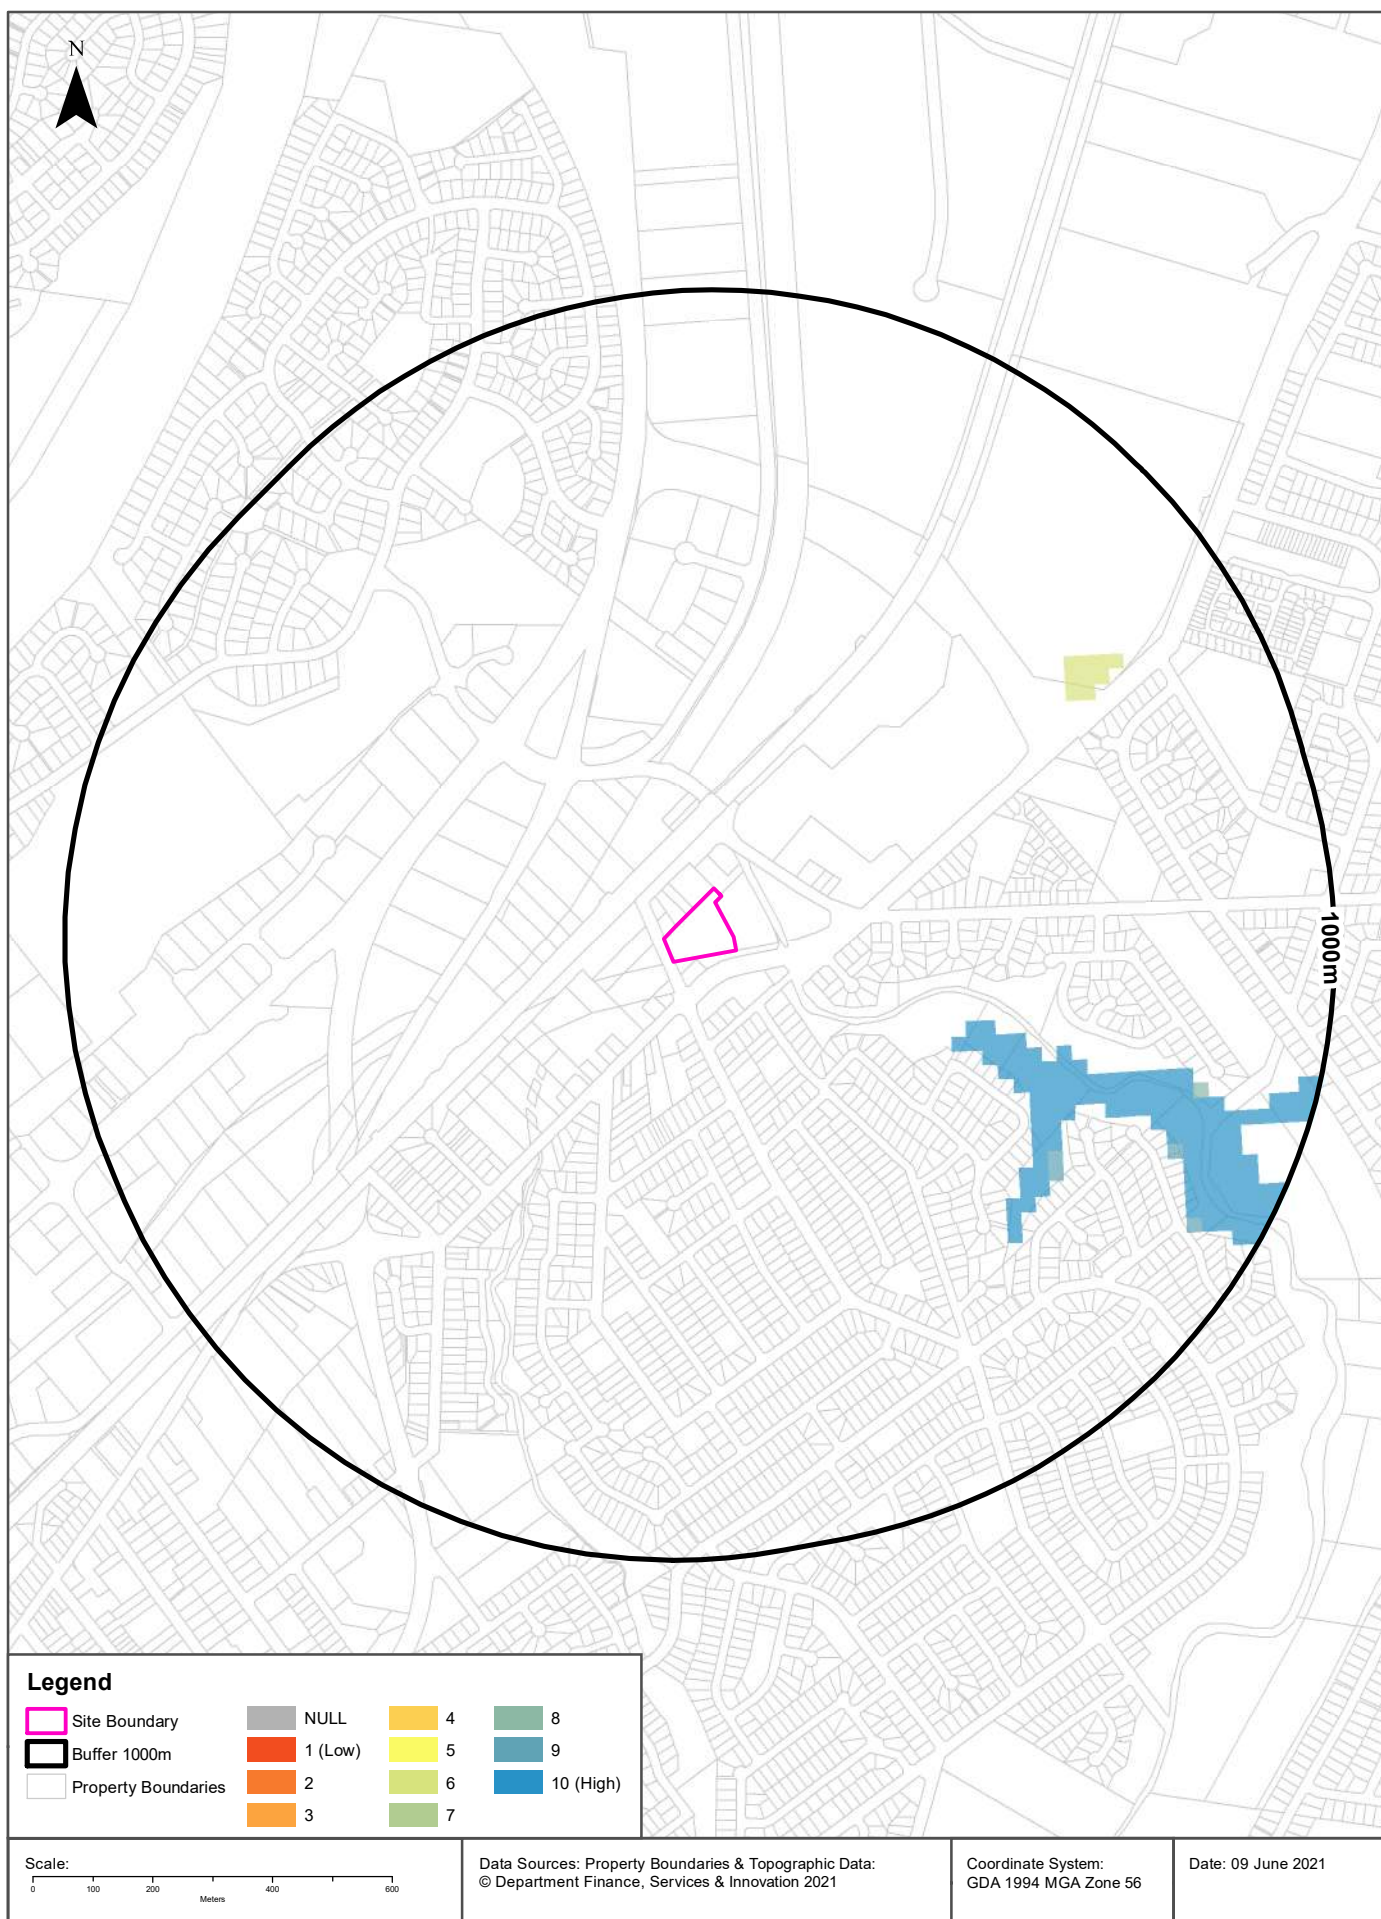 N
1000m
Legend
Site Boundary
Buffer 1000m
Property Boundaries
NULL
1 (Low)
2
3
4
5
6
7
8
9
10 (High)
Scale:
0 100 200 400 600
Meters
Data Sources: Property Boundaries & Topographic Data:
© Department Finance, Services & Innovation 2021
Coordinate System:
GDA 1994 MGA Zone 56
Date: 09 June 2021